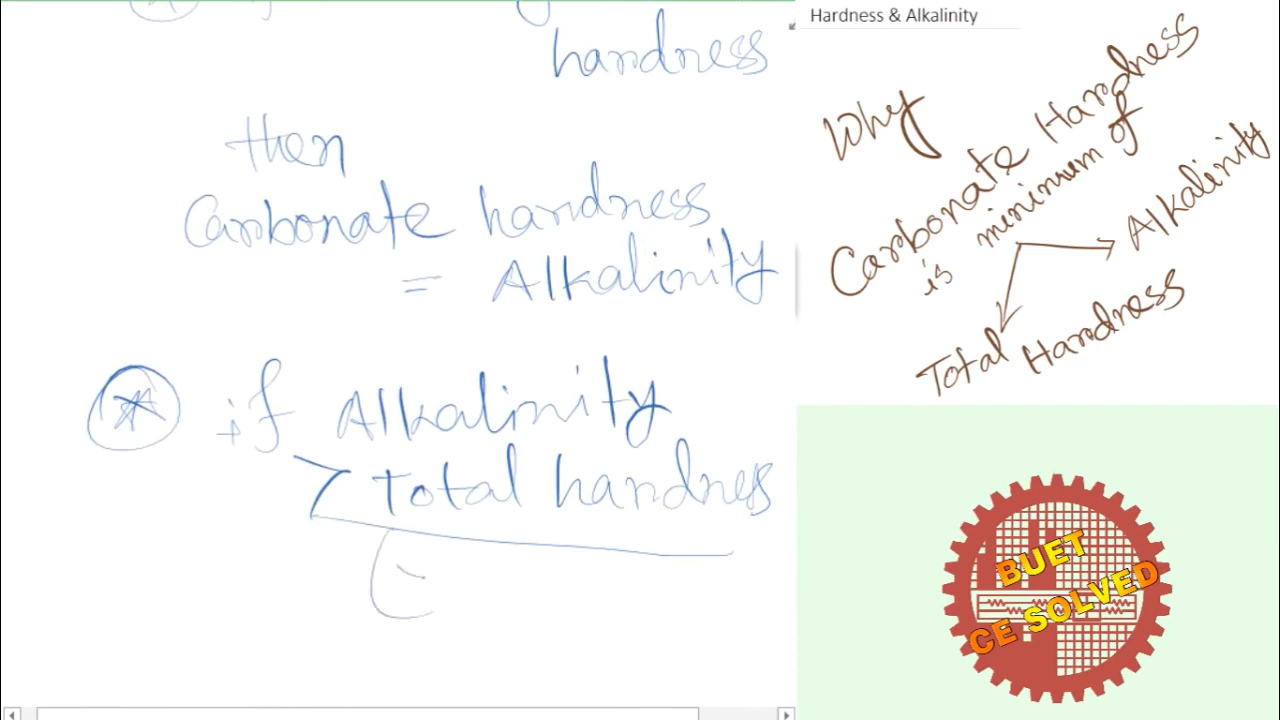 hardness
then
Carbonate hardness
= Alkalinity
* if Alkalinity
> Total hardness
Hardness & Alkalinity
Why
Carbonate Hardness
is minimum of
Alkalinity
Total Hardness
BUET
CE SOLVED